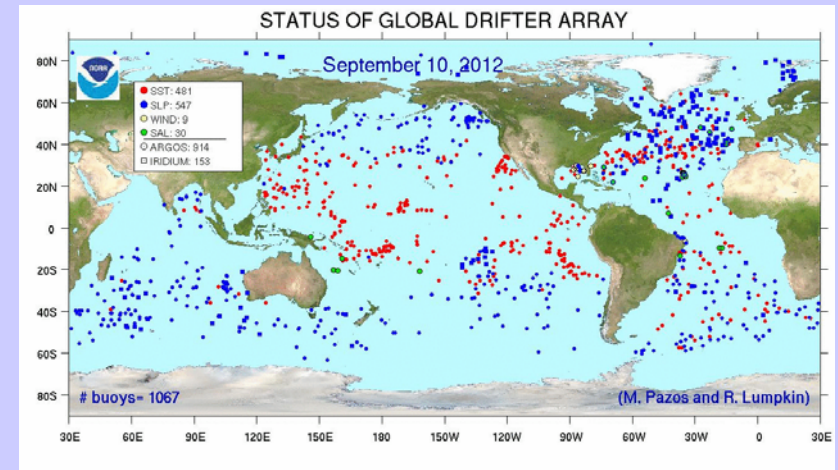 STATUS OF GLOBAL DRIFTER ARRAY
September 10, 2012
NOAA
SST: 481
SLP: 547
WIND: 9
SAL: 30
ARGOS: 914
IRIDIUM: 153
80N
60N
40N
20N
0
20S
40S
60S
80S
# buoys= 1067
(M. Pazos and R. Lumpkin)
30E 60E 90E 120E 150E 180 150W 120W 90W 60W 30W 0 30E